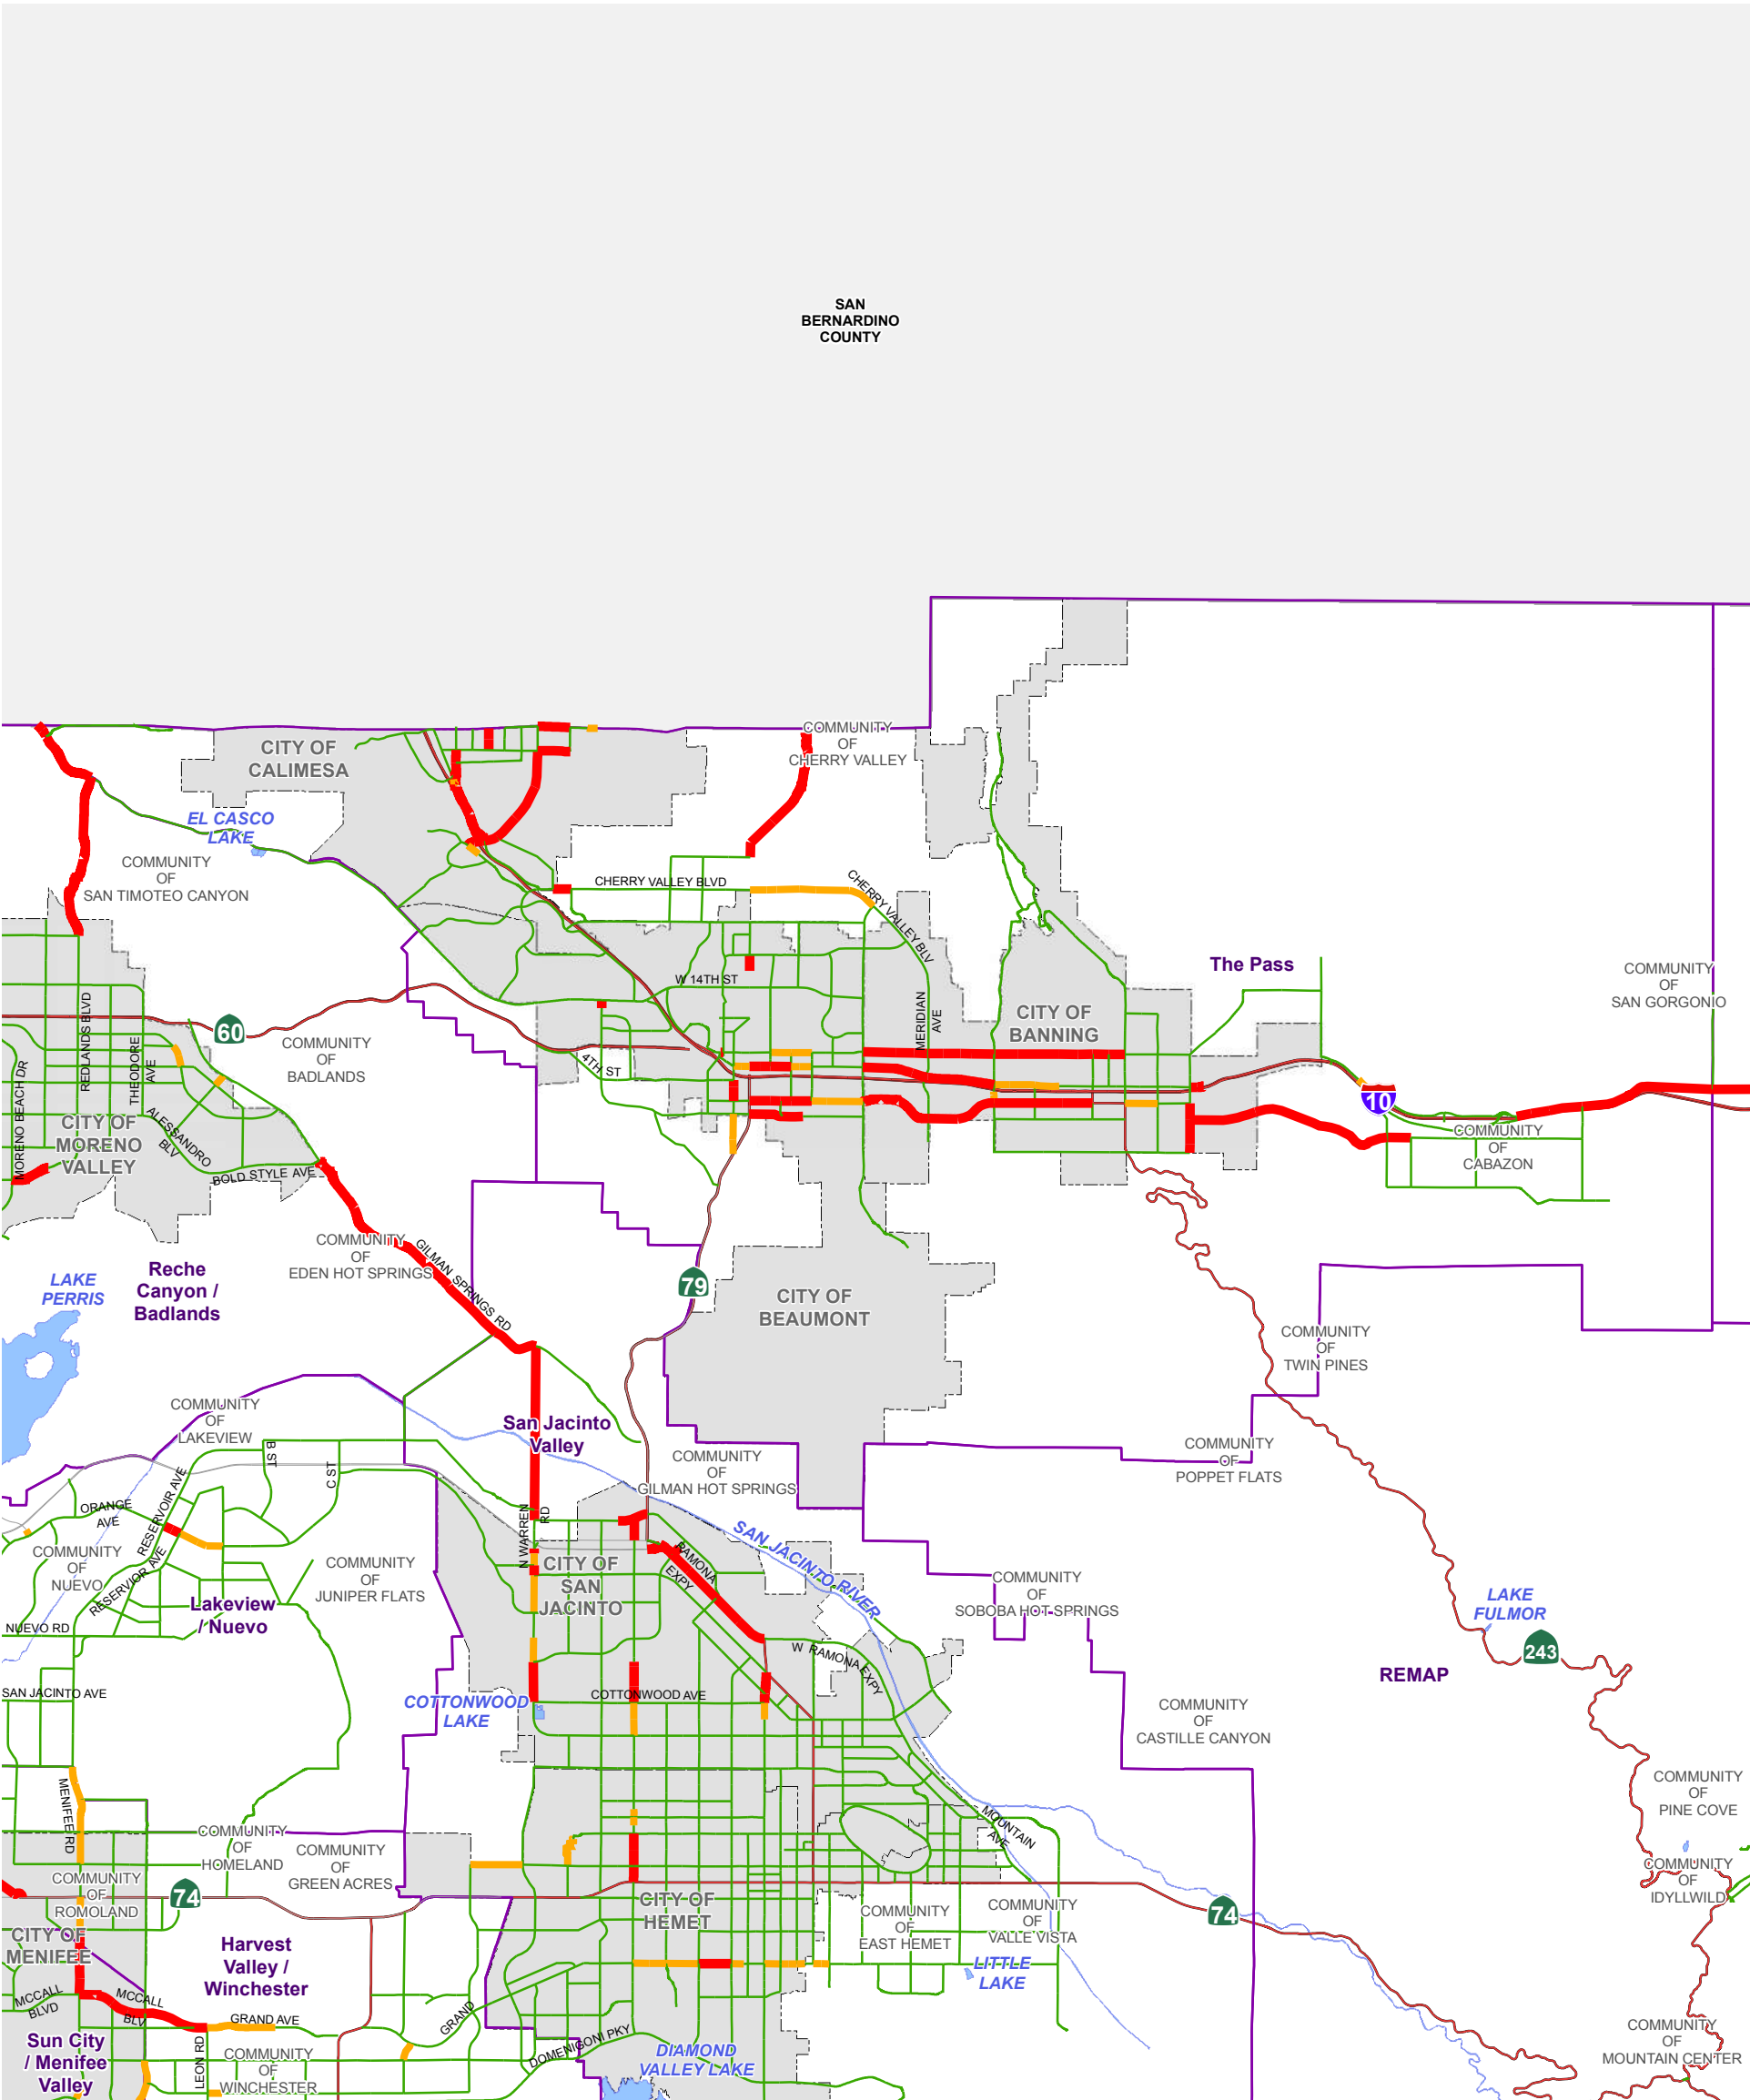 SAN
BERNARDINO
COUNTY
CITY OF
CALIMESA
COMMUNITY
OF
CHERRY VALLEY
EL CASCO
LAKE
COMMUNITY
OF
SAN TIMOTEO CANYON
CHERRY VALLEY BLVD
CHERRY VALLEY BLV
W 14TH ST
The Pass
COMMUNITY
OF
SAN GORGONIO
CITY OF
BANNING
MERIDIAN
AVE
REDLANDS BLVD
THEODORE
AVE
MORENO BEACH DR
60
COMMUNITY
OF
BADLANDS
4TH ST
10
CITY OF
MORENO
VALLEY
ALESSANDRO
BLV
BOLD STYLE AVE
COMMUNITY
OF
CABAZON
COMMUNITY
OF
EDEN HOT SPRINGS
GILMAN SPRINGS RD
LAKE
PERRIS
Reche
Canyon /
Badlands
79
CITY OF
BEAUMONT
COMMUNITY
OF
TWIN PINES
COMMUNITY
OF
LAKEVIEW
San Jacinto
Valley
COMMUNITY
OF
GILMAN HOT SPRINGS
COMMUNITY
OF
POPPET FLATS
B ST
C ST
ORANGE
AVE
RESERVOIR AVE
N WARREN
RD
SAN JACINTO RIVER
RAMONA
EXPY
COMMUNITY
OF
NUEVO
RESERVIOR AVE
COMMUNITY
OF
JUNIPER FLATS
CITY OF
SAN
JACINTO
COMMUNITY
OF
SOBOBA HOT SPRINGS
LAKE
FULMOR
243
NUEVO RD
Lakeview
/ Nuevo
W RAMONA EXPY
REMAP
SAN JACINTO AVE
COTTONWOOD
LAKE
COTTONWOOD AVE
COMMUNITY
OF
CASTILLE CANYON
MENIFEE RD
COMMUNITY
OF
PINE COVE
MOUNTAIN
AVE
COMMUNITY
OF
HOMELAND
COMMUNITY
OF
GREEN ACRES
COMMUNITY
OF
IDYLLWILD
COMMUNITY
OF
ROMOLAND
74
CITY OF
HEMET
COMMUNITY
OF
EAST HEMET
COMMUNITY
OF
VALLE VISTA
74
CITY OF
MENIFEE
Harvest
Valley /
Winchester
LITTLE
LAKE
MCCALL
BLVD
MCCALL
BLV
GRAND AVE
GRAND
Sun City
/ Menifee
Valley
LEON RD
COMMUNITY
OF
WINCHESTER
DOMENIGONI PKY
DIAMOND
VALLEY LAKE
COMMUNITY
OF
MOUNTAIN CENTER